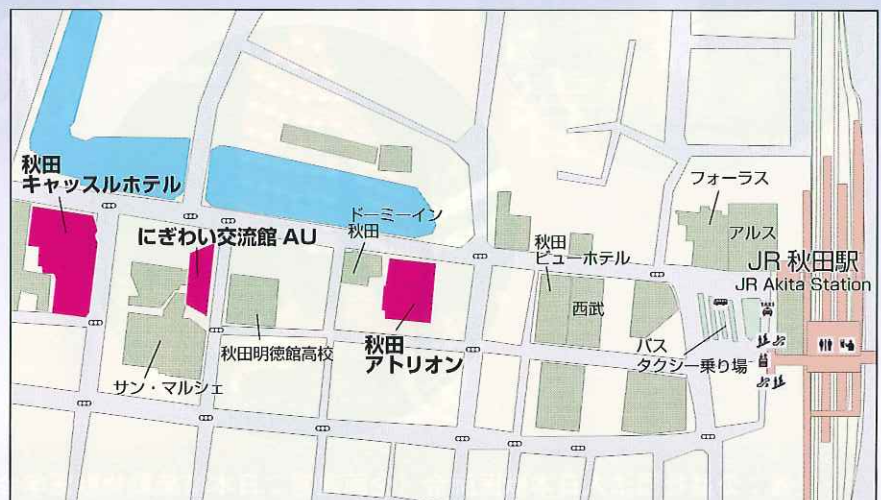 秋田
キャッスルホテル
にぎわい交流館 AU
ドーミーイン
秋田
秋田
ビューホテル
フォーラス
アルス
JR 秋田駅
JR Akita Station
西武
秋田明徳館高校
秋田
アトリオン
バス
タクシー乗り場
サン・マルシェ